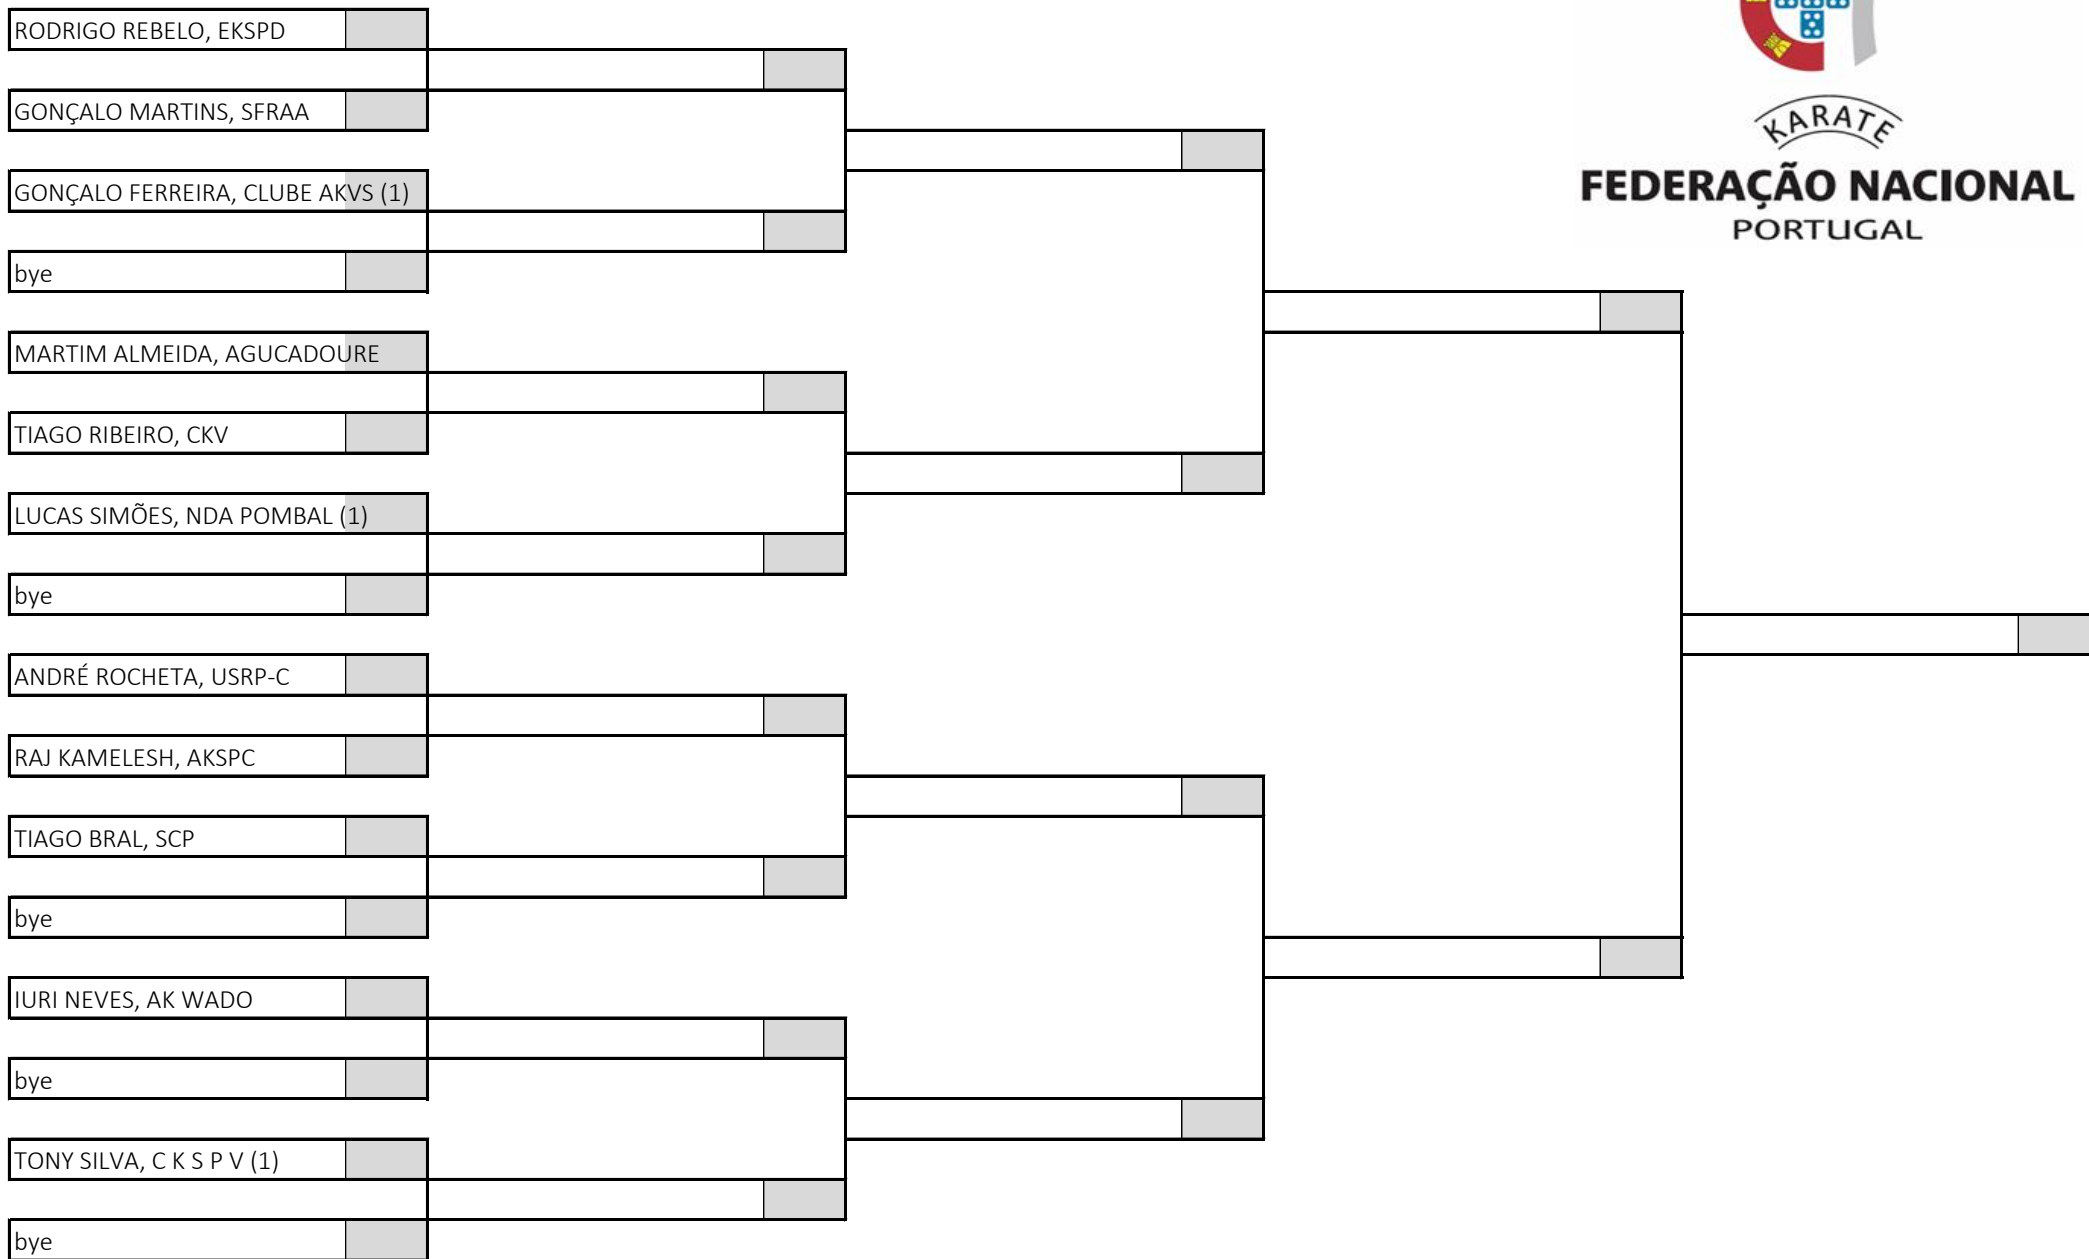 RODRIGO REBELO, EKSPD
GONÇALO MARTINS, SFRAA
GONÇALO FERREIRA, CLUBE AKVS (1)
bye
MARTIM ALMEIDA, AGUCADOURE
TIAGO RIBEIRO, CKV
LUCAS SIMÕES, NDA POMBAL (1)
bye
ANDRÉ ROCHETA, USRP-C
RAJ KAMELESH, AKSPC
TIAGO BRAL, SCP
bye
IURI NEVES, AK WADO
bye
TONY SILVA, C K S P V (1)
bye
KARATE
FEDERAÇÃO NACIONAL
PORTUGAL